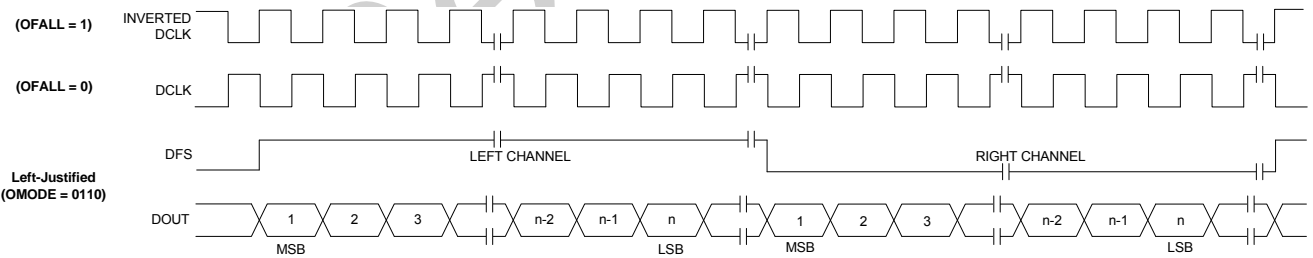 (OFALL = 1)
INVERTED
DCLK
(OFALL = 0)
DCLK
DFS
LEFT CHANNEL
RIGHT CHANNEL
Left-Justified
(OMODE = 0110)
DOUT
1 2 3 n-2 n-1 n 1 2 3 n-2 n-1 n
MSB LSB MSB LSB